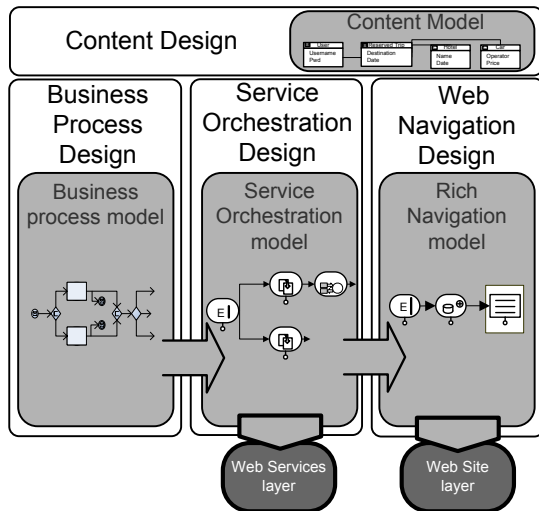 Content Design
Content Model
User
Username
Pwd
Reserved Trip
Destination
Date
Hotel
Name
Date
Car
Operator
Price
Business
Process
Design
Service
Orchestration
Design
Web
Navigation
Design
Business
process model
Service
Orchestration
model
Rich
Navigation
model
E
E
Web Services
layer
Web Site
layer